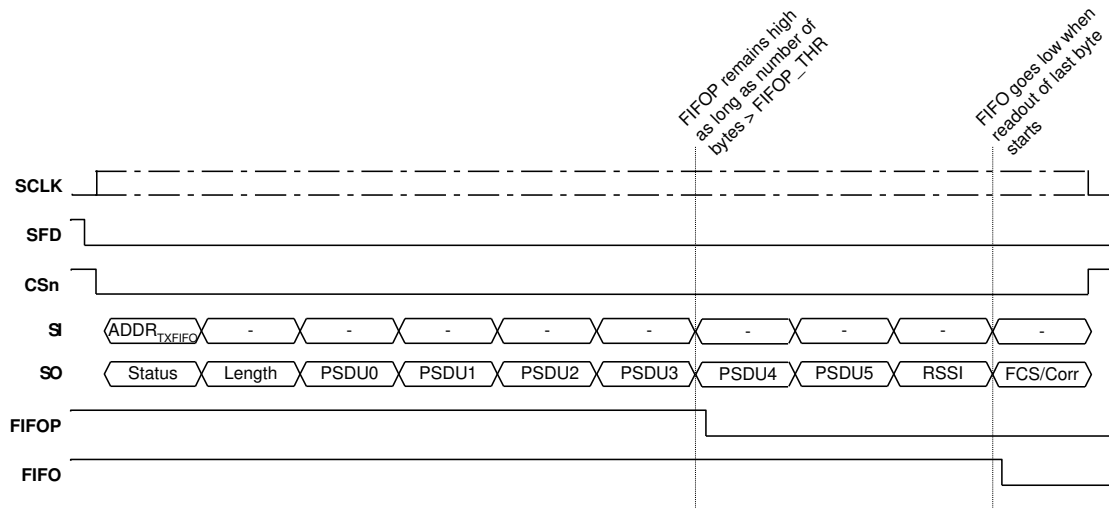 FIFOP remains high
as long as number of
bytes > FIFOP_THR
FIFO goes low when
readout of last byte
starts
SCLK
SFD
CSn
SI ADDRTXFIFO - - - - - - - - -
SO Status Length PSDU0 PSDU1 PSDU2 PSDU3 PSDU4 PSDU5 RSSI FCS/Corr
FIFOP
FIFO